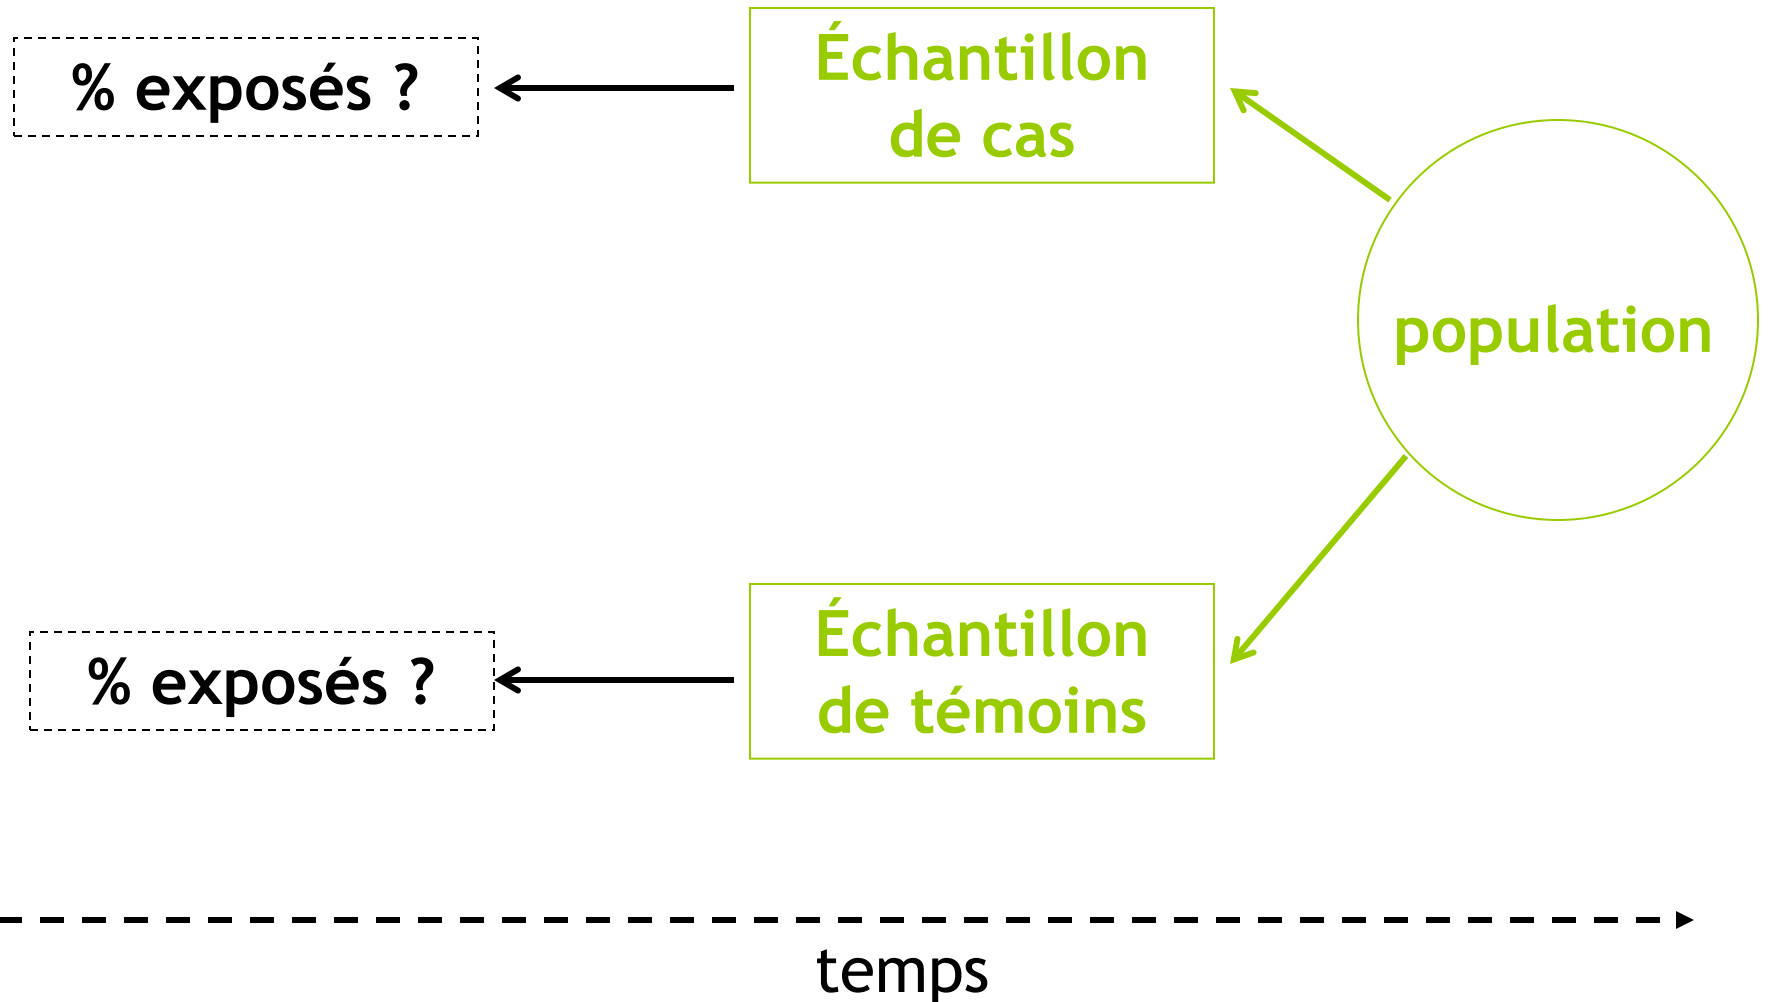 % exposés ?
Échantillon
de cas
population
% exposés ?
Échantillon
de témoins
temps